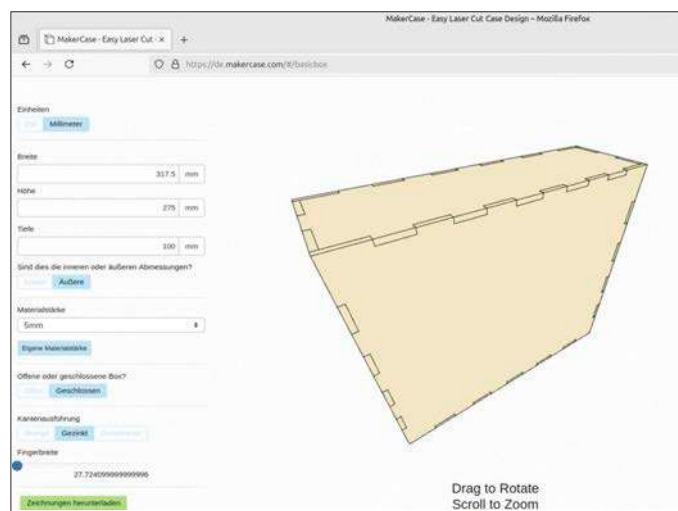 MakerCase - Easy Laser Cut Case Design – Mozilla Firefox
MakerCase - Easy Laser Cut × +
https://de.makercase.com/#/basicbox
Einheiten
Millimeter
Breite
317.5 mm
Höhe
275 mm
Tiefe
100 mm
Sind dies die inneren oder äußeren Abmessungen?
Äußere
Materialstärke
5mm
Eigene Materialstärke
Offene oder geschlossene Box?
Geschlossen
Kantenausführung
Gezinkt
Fingerbreite
27.724099999999996
Zeichnungen herunterladen
Drag to Rotate
Scroll to Zoom